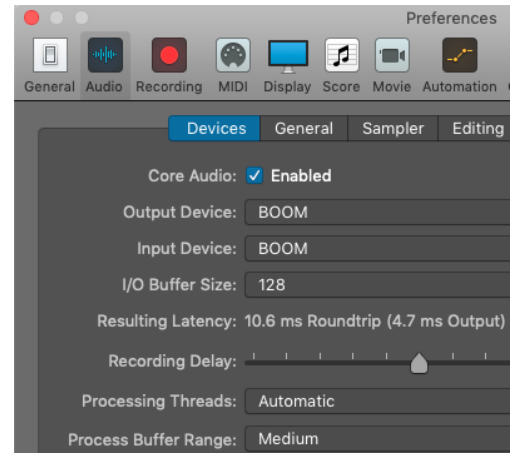 Preferences
General Audio Recording MIDI Display Score Movie Automation
Devices General Sampler Editing
Core Audio: Enabled
Output Device: BOOM
Input Device: BOOM
I/O Buffer Size: 128
Resulting Latency: 10.6 ms Roundtrip (4.7 ms Output)
Recording Delay:
Processing Threads: Automatic
Process Buffer Range: Medium